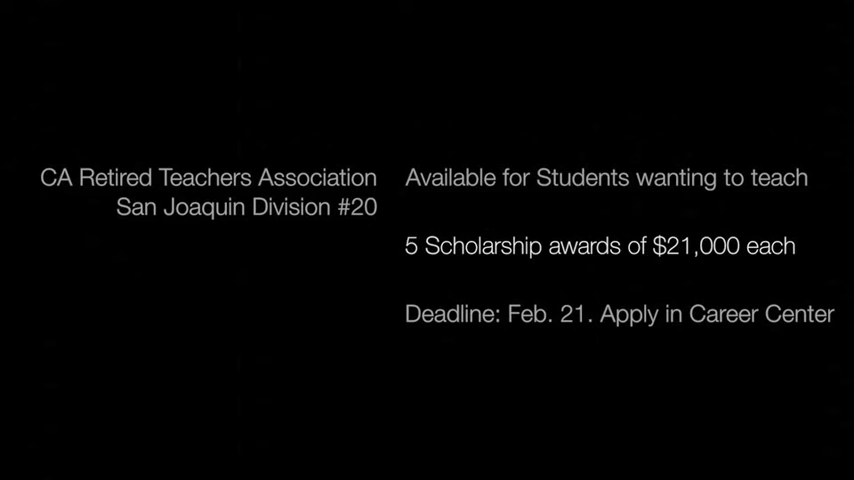 CA Retired Teachers Association
San Joaquin Division #20
Available for Students wanting to teach
5 Scholarship awards of $21,000 each
Deadline: Feb. 21. Apply in Career Center